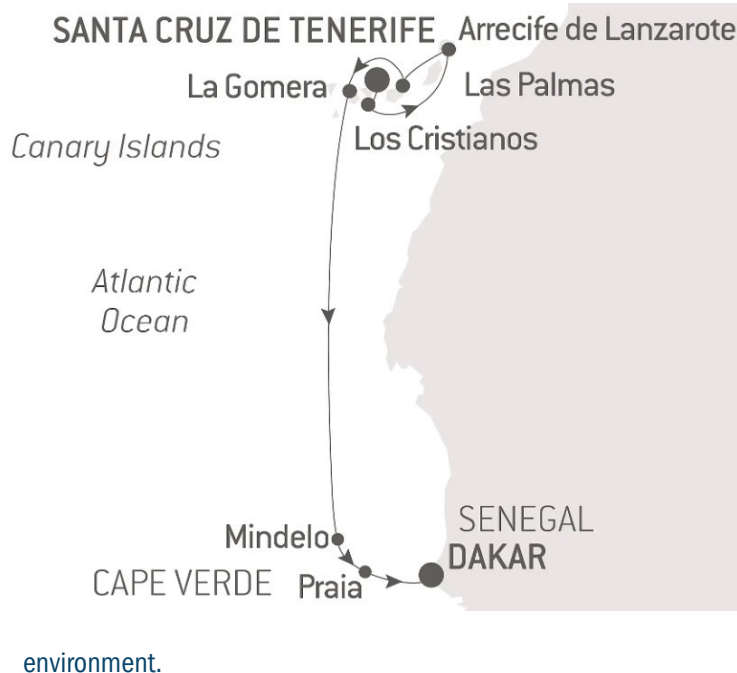 SANTA CRUZ DE TENERIFE
Arrecife de Lanzarote
La Gomera
Las Palmas
Los Cristianos
Canary Islands
Atlantic
Ocean
Mindelo
SENEGAL
DAKAR
CAPE VERDE
Praia
environment.